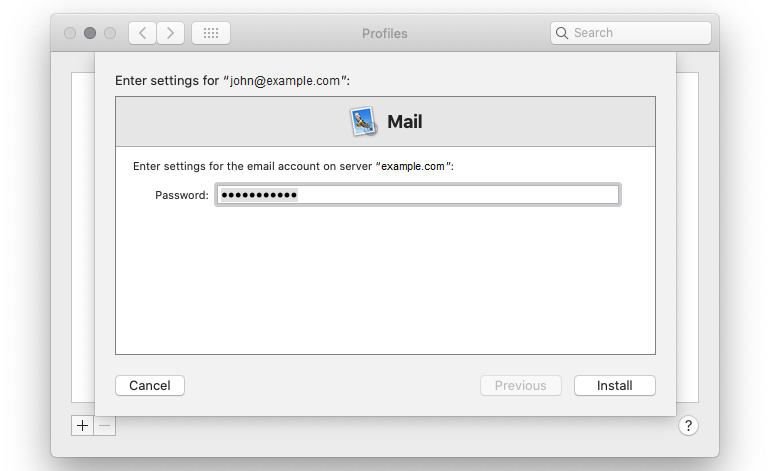 Profiles
Search
Enter settings for “john@example.com”:
Mail
Enter settings for the email account on server “example.com”:
Password: •••••••••••
Cancel
Previous
Install
+
−
?